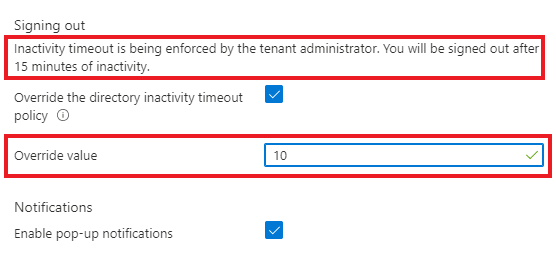 Signing out
Inactivity timeout is being enforced by the tenant administrator. You will be signed out after
15 minutes of inactivity.
Override the directory inactivity timeout
policy
Override value
10
Notifications
Enable pop-up notifications